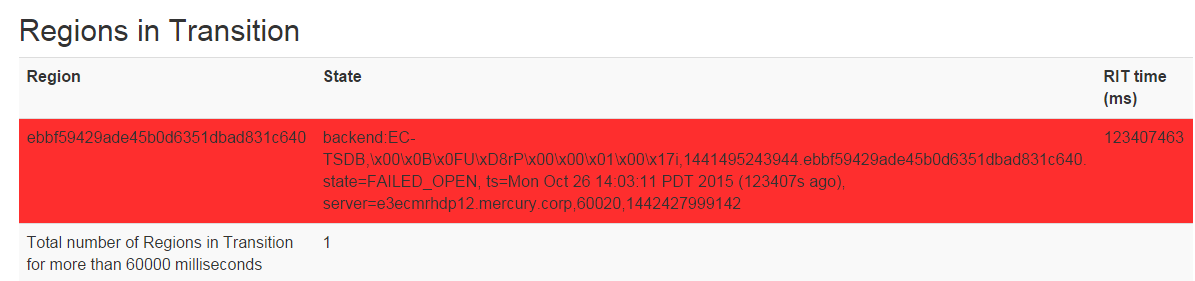 Regions in Transition
Region State RIT time
(ms)
ebbf59429ade45b0d6351dbad831c640 backend:EC- 123407463
TSDB,\x00\x0B\x0FU\xD8rP\x00\x00\x01\x00\x17i,1441495243944.ebbf59429ade45b0d6351dbad831c640.
state=FAILED_OPEN, ts=Mon Oct 26 14:03:11 PDT 2015 (123407s ago),
server=e3ecmrhdp12.mercury.corp,60020,1442427999142
Total number of Regions in Transition 1
for more than 60000 milliseconds